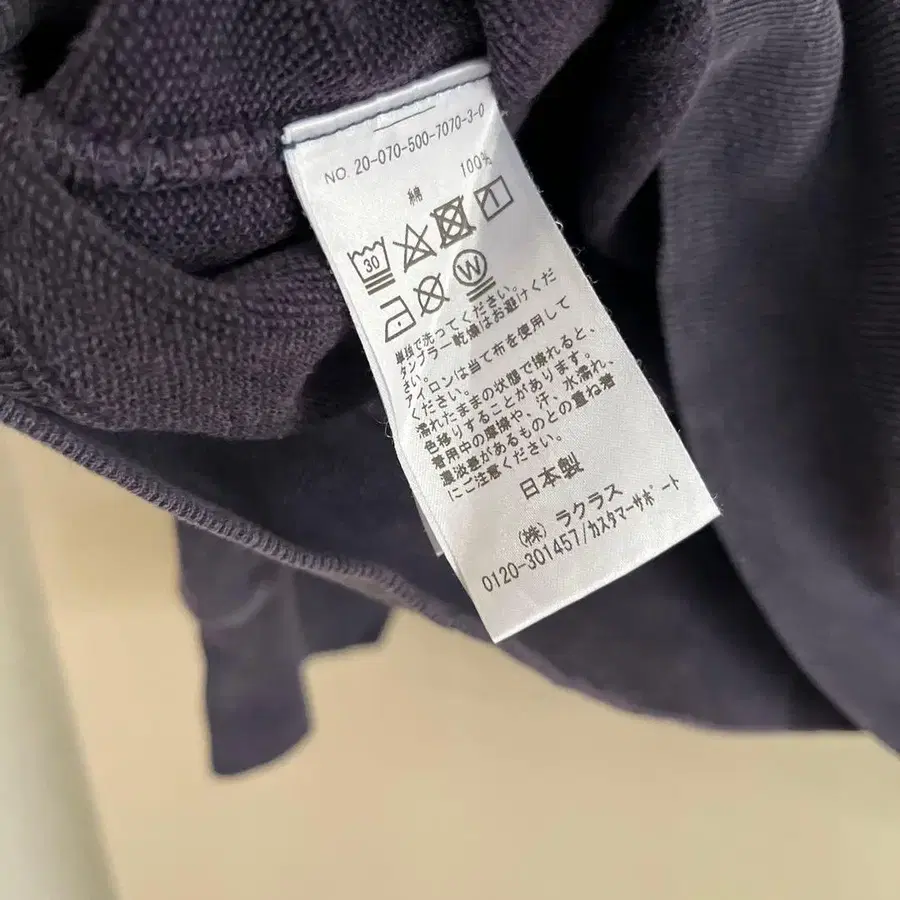 NO. 20-070-500-7070-3-0
綿 100%
30
W
単独で洗ってください。
タンブラー乾燥はお避けくだ
さい。
アイロンは当て布を使用して
ください。
濡れたままの状態で擦れると、
色移りすることがあります。
着用中の摩擦や、汗、水濡れ、
濃淡差があるものとの重ね着
にご注意ください。
日本製
(株) ラクラス
0120-301457/カスタマーサポート